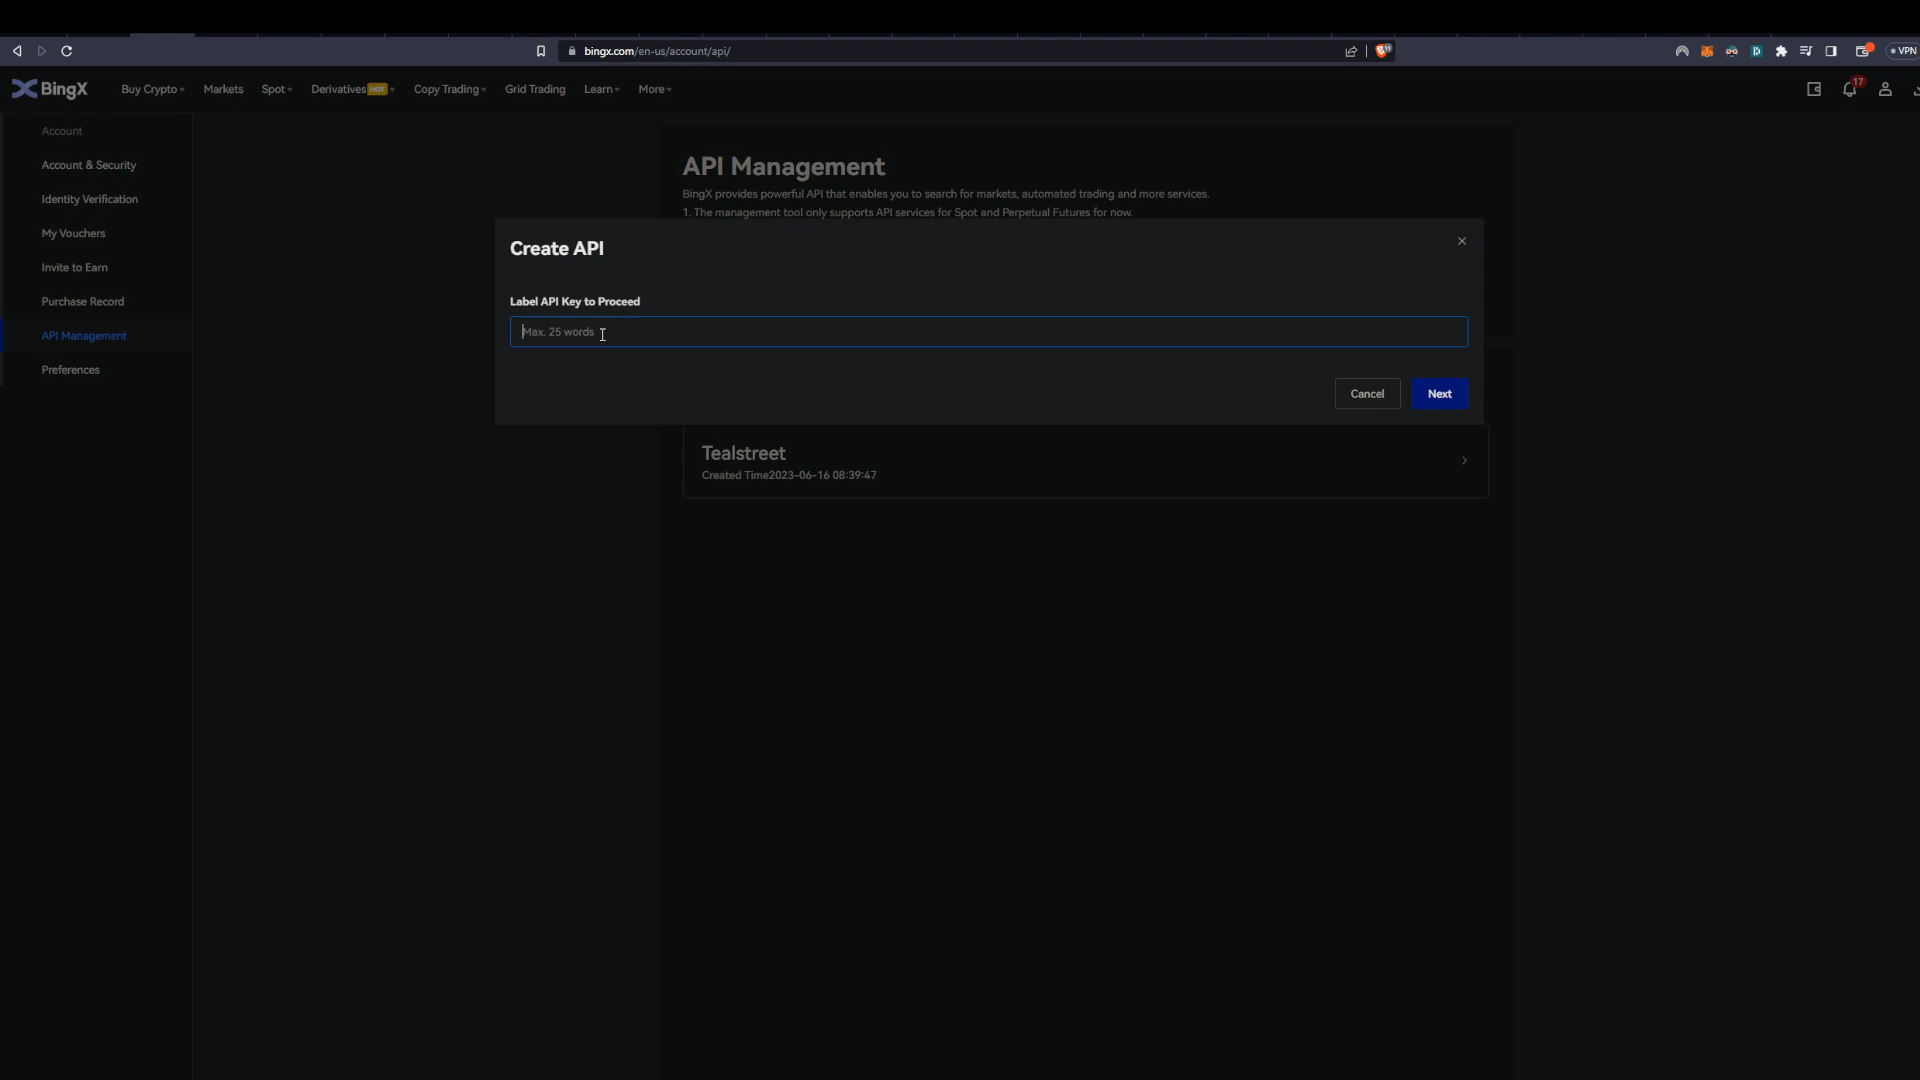 bingx.com/en-us/account/api/
VPN
BingX
Buy Crypto
Markets
Spot
Derivatives HOT
Copy Trading
Grid Trading
Learn
More
17
Account
Account & Security
Identity Verification
My Vouchers
Invite to Earn
Purchase Record
API Management
Preferences
API Management
BingX provides powerful API that enables you to search for markets, automated trading and more services.
1. The management tool only supports API services for Spot and Perpetual Futures for now.
Create API
Label API Key to Proceed
Max. 25 words
Cancel
Next
Tealstreet
Created Time2023-06-16 08:39:47